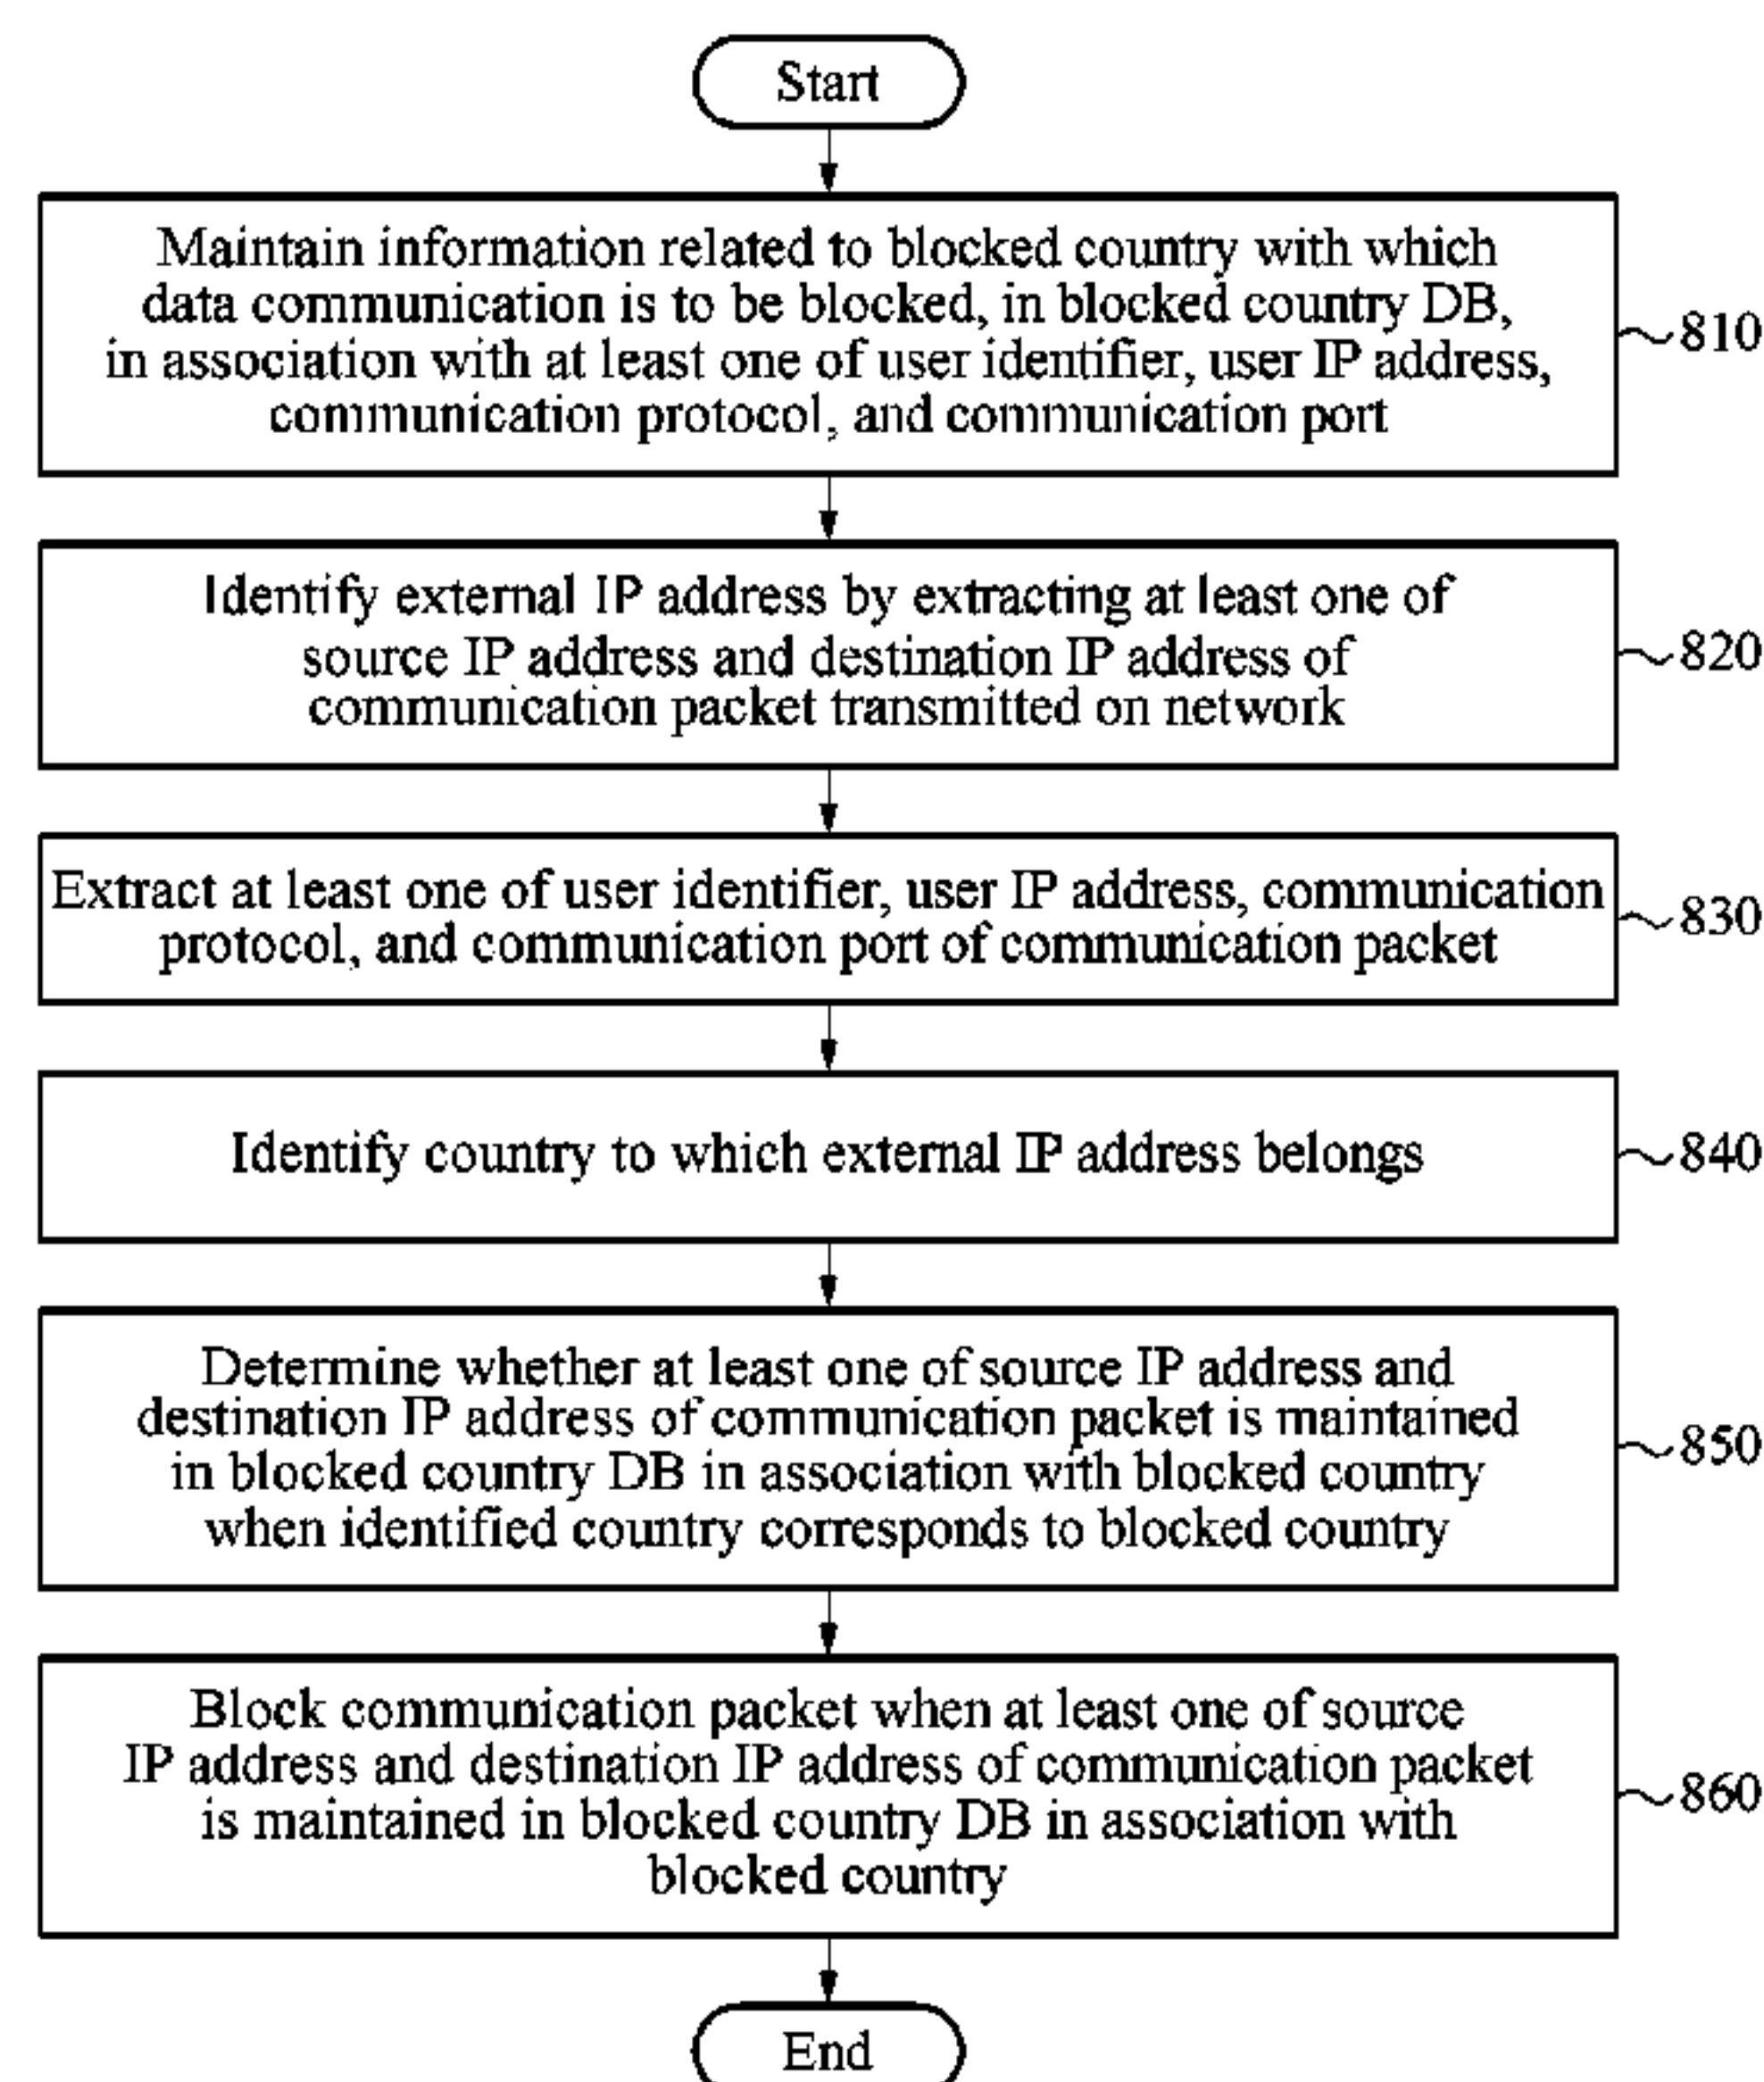 Start
Maintain information related to blocked country with which
data communication is to be blocked, in blocked country DB,
in association with at least one of user identifier, user IP address,
communication protocol, and communication port
810
Identify external IP address by extracting at least one of
source IP address and destination IP address of
communication packet transmitted on network
820
Extract at least one of user identifier, user IP address, communication
protocol, and communication port of communication packet
830
Identify country to which external IP address belongs
840
Determine whether at least one of source IP address and
destination IP address of communication packet is maintained
in blocked country DB in association with blocked country
when identified country corresponds to blocked country
850
Block communication packet when at least one of source
IP address and destination IP address of communication packet
is maintained in blocked country DB in association with
blocked country
860
End